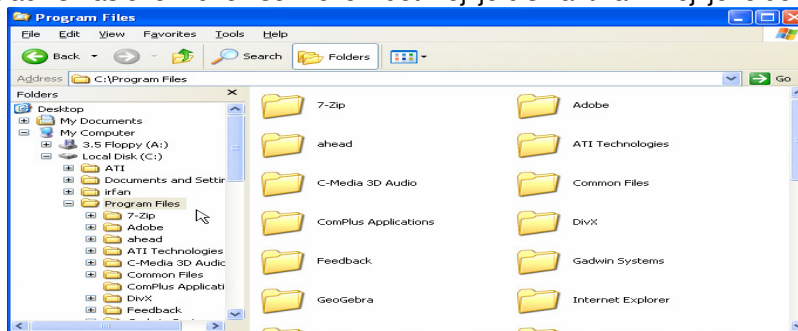 Program Files
File Edit View Favorites Tools Help
Back Search Folders
Address C:\Program Files Go
Folders
Desktop
My Documents
My Computer
3.5 Floppy (A:)
Local Disk (C:)
ATI
Documents and Settin
irfan
Program Files
7-Zip
Adobe
ahead
ATI Technologies
C-Media 3D Audio
Common Files
ComPlus Applicati
DivX
Feedback
7-Zip Adobe
ahead ATI Technologies
C-Media 3D Audio Common Files
ComPlus Applications DivX
Feedback Gadwin Systems
GeoGebra Internet Explorer